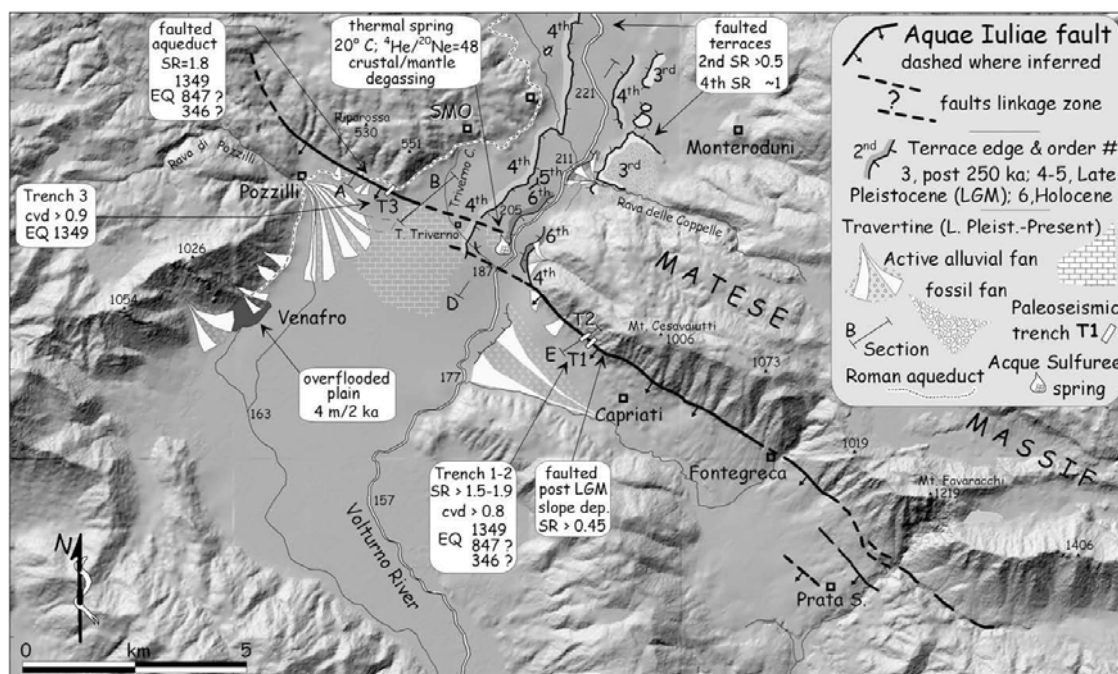 faulted
aqueduct
SR=1.8
1349
EQ 847 ?
346 ?
thermal spring
20° C; ⁴He/²⁰Ne=48
crustal/mantle
degassing
faulted
terraces
2nd SR >0.5
4th SR ~1
Trench 3
cvd > 0.9
EQ 1349
overflooded
plain
4 m/2 ka
Trench 1-2
SR > 1.5-1.9
cvd > 0.8
EQ 1349
847 ?
346 ?
faulted
post LGM
slope dep.
SR > 0.45
Riparossa
530
551
SMO
Rava di
Pozzilli
Pozzilli
A
T3
B
Triverno C.
T. Triverno
4th
4th
4th
4th
5th
6th
205
211
221
3rd
3rd
4th
Monteroduni
Rava delle Coppelle
6th
4th
187
D
1026
1054
Venafro
163
177
157
Volturno River
MATESE
MASSIF
Mt. Cesavaiutti
1006
T2
E
T1
Capriati
1073
Fontegreca
1019
Mt. Favaracchi
1219
1406
Prata S.
N
0 km 5
Aquae Iuliae fault
dashed where inferred
?
faults linkage zone
2nd
Terrace edge & order #
3, post 250 ka; 4-5, Late
Pleistocene (LGM); 6,Holocene
Travertine (L. Pleist.-Present)
Active alluvial fan
fossil fan
Paleoseismic
trench T1
B
Section
Acque Sulfuree
spring
Roman aqueduct